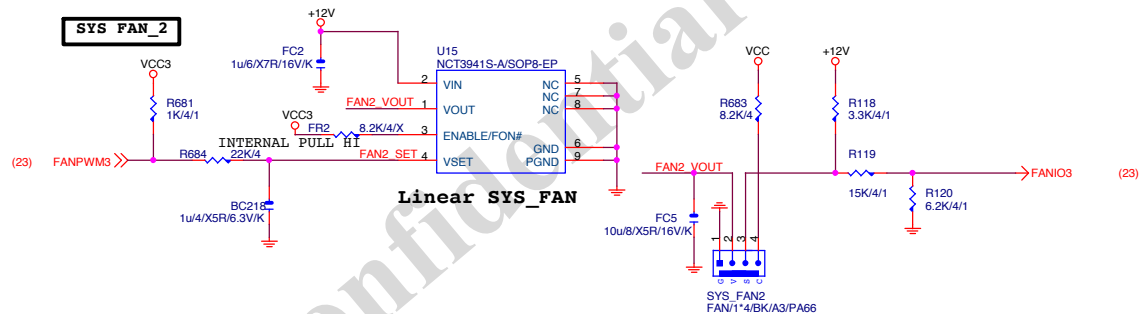 SYS FAN_2
+12V
VCC3
R681
1K/4/1
FC2
1u/6/X7R/16V/K
U15
NCT3941S-A/SOP8-EP
2
VIN
1
VOUT
3
ENABLE/FON#
4
VSET
NC
5
NC
7
NC
8
GND
6
PGND
9
FAN2_VOUT
VCC3
FR2
8.2K/4/X
INTERNAL PULL HI
FAN2_SET
(23)
FANPWM3
R684
22K/4
BC218
1u/4/X5R/6.3V/K
Linear SYS_FAN
VCC
+12V
R683
8.2K/4
R118
3.3K/4/1
R119
15K/4/1
R120
6.2K/4/1
FANIO3
(23)
FAN2_VOUT
FC5
10u/8/X5R/16V/K
1
2
3
4
G
V
S
C
SYS_FAN2
FAN/1*4/BK/A3/PA66
Confidential